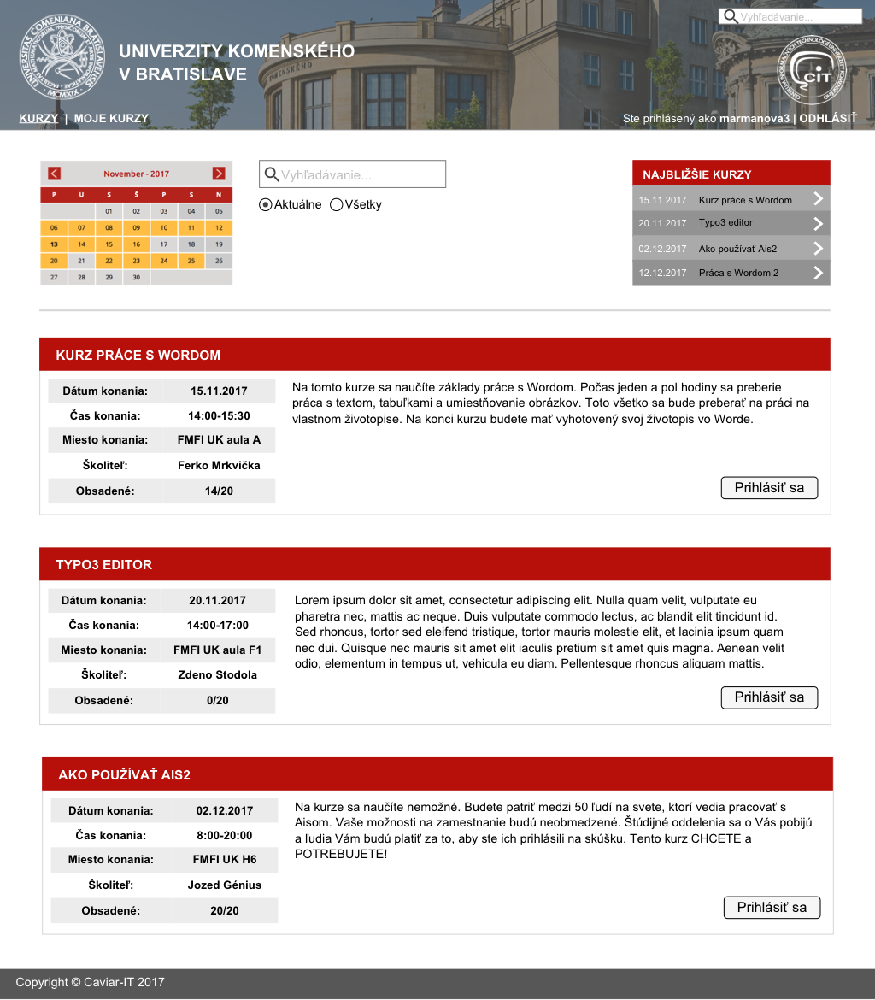 Vyhľadávanie...
UNIVERZITY KOMENSKÉHO
V BRATISLAVE
CiT
KURZY | MOJE KURZY
Ste prihlásený ako marmanova3 | ODHLÁSIŤ
November - 2017
P U S Š P S N
01 02 03 04 05
06 07 08 09 10 11 12
13 14 15 16 17 18 19
20 21 22 23 24 25 26
27 28 29 30
Vyhľadávanie...
Aktuálne Všetky
NAJBLIŽŠIE KURZY
15.11.2017 Kurz práce s Wordom
20.11.2017 Typo3 editor
02.12.2017 Ako používať Ais2
12.12.2017 Práca s Wordom 2
KURZ PRÁCE S WORDOM
Dátum konania: 15.11.2017
Čas konania: 14:00-15:30
Miesto konania: FMFI UK aula A
Školiteľ: Ferko Mrkvička
Obsadené: 14/20
Na tomto kurze sa naučíte základy práce s Wordom. Počas jeden a pol hodiny sa preberie
práca s textom, tabuľkami a umiestňovanie obrázkov. Toto všetko sa bude preberať na práci na
vlastnom životopise. Na konci kurzu budete mať vyhotovený svoj životopis vo Worde.
Prihlásiť sa
TYPO3 EDITOR
Dátum konania: 20.11.2017
Čas konania: 14:00-17:00
Miesto konania: FMFI UK aula F1
Školiteľ: Zdeno Stodola
Obsadené: 0/20
Lorem ipsum dolor sit amet, consectetur adipiscing elit. Nulla quam velit, vulputate eu
pharetra nec, mattis ac neque. Duis vulputate commodo lectus, ac blandit elit tincidunt id.
Sed rhoncus, tortor sed eleifend tristique, tortor mauris molestie elit, et lacinia ipsum quam
nec dui. Quisque nec mauris sit amet elit iaculis pretium sit amet quis magna. Aenean velit
odio, elementum in tempus ut, vehicula eu diam. Pellentesque rhoncus aliquam mattis.
Prihlásiť sa
AKO POUŽÍVAŤ AIS2
Dátum konania: 02.12.2017
Čas konania: 8:00-20:00
Miesto konania: FMFI UK H6
Školiteľ: Jozed Génius
Obsadené: 20/20
Na kurze sa naučíte nemožné. Budete patriť medzi 50 ľudí na svete, ktorí vedia pracovať s
Aisom. Vaše možnosti na zamestnanie budú neobmedzené. Štúdijné oddelenia sa o Vás pobijú
a ľudia Vám budú platiť za to, aby ste ich prihlásili na skúšku. Tento kurz CHCETE a
POTREBUJETE!
Prihlásiť sa
Copyright © Caviar-IT 2017